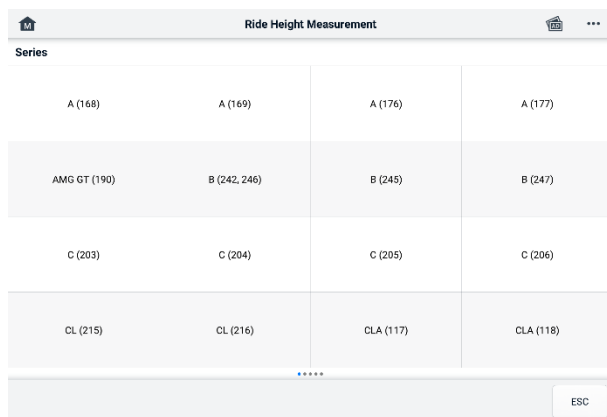 M
Ride Height Measurement
AD
Series
A (168)
A (169)
A (176)
A (177)
AMG GT (190)
B (242, 246)
B (245)
B (247)
C (203)
C (204)
C (205)
C (206)
CL (215)
CL (216)
CLA (117)
CLA (118)
ESC